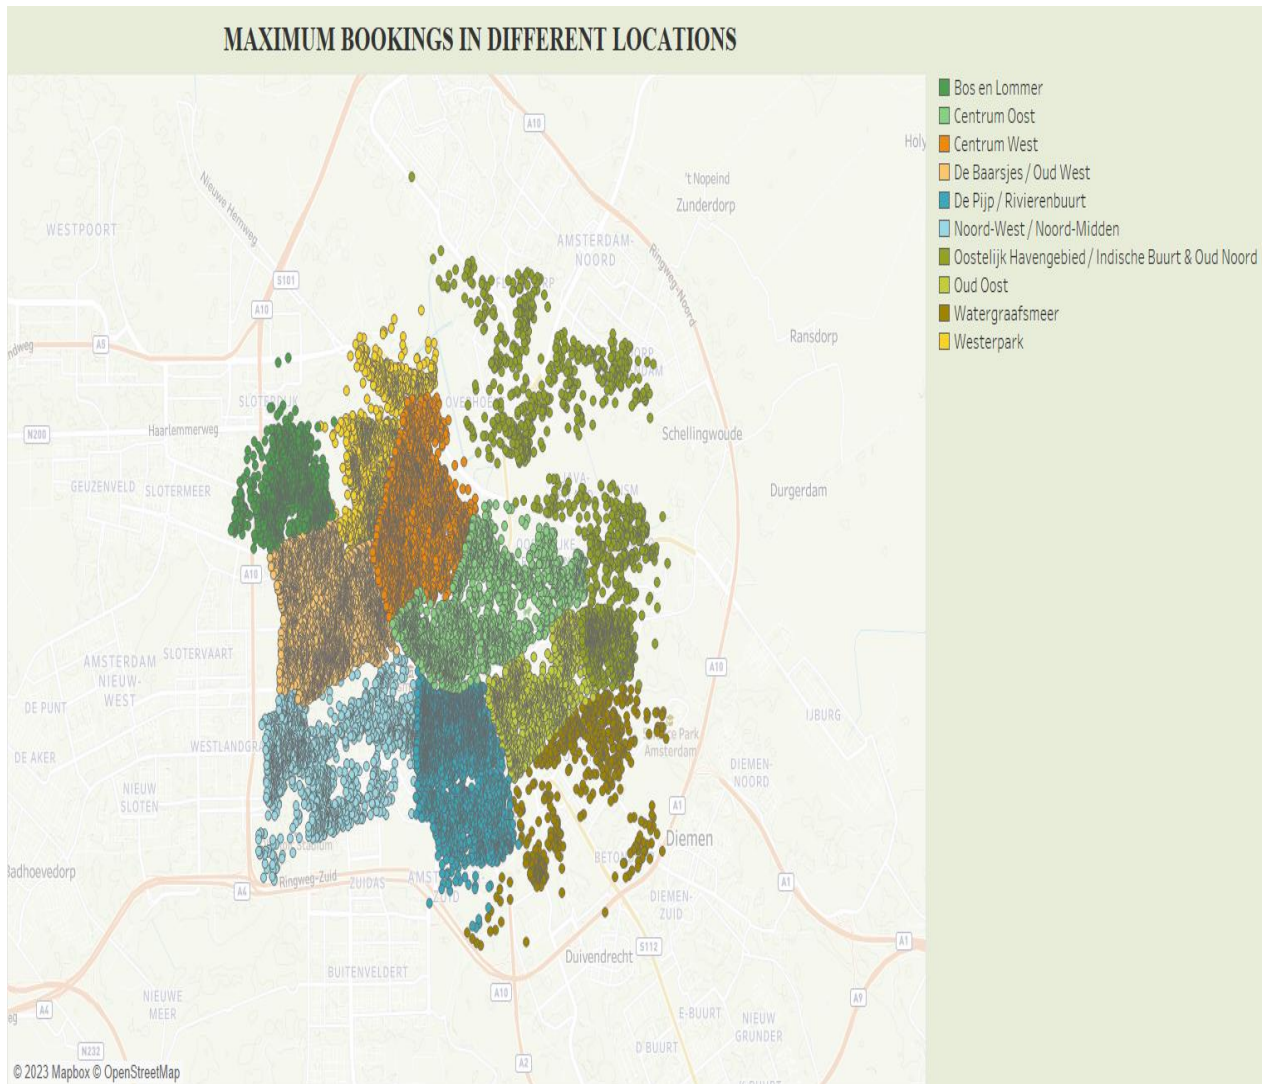 MAXIMUM BOOKINGS IN DIFFERENT LOCATIONS
Bos en Lommer
Centrum Oost
Centrum West
De Baarsjes / Oud West
De Pijp / Rivierenbuurt
Noord-West / Noord-Midden
Oostelijk Havengebied / Indische Buurt & Oud Noord
Oud Oost
Watergraafsmeer
Westerpark
A10
Holy
't Nopeind
Zunderdorp
Nieuwe Hemweg
WESTPOORT
AMSTERDAM-
NOORD
Ringweg-Noord
S101
A10
Ransdorp
A5
ndweg
SLOTERDIJK
Haarlemmerweg
N200
Schellingwoude
GEUZENVELD
SLOTERMEER
Durgerdam
A10
SLOTERVAART
AMSTERDAM
NIEUW-
WEST
A10
DE PUNT
IJBURG
WESTLANDGR
Amsterdam
DE AKER
DIEMEN-
NOORD
NIEUW
SLOTEN
A1
Diemen
Stadium
Badhoevedorp
Ringweg-Zuid
ZUIDAS
A4
A1
DIEMEN-
ZUID
A1
S112
Duivendrecht
BUITENVELDERT
A10
NIEUWE
MEER
A9
A4
E-BUURT
NIEUW
GRUNDER
D BUURT
N232
A2
© 2023 Mapbox © OpenStreetMap